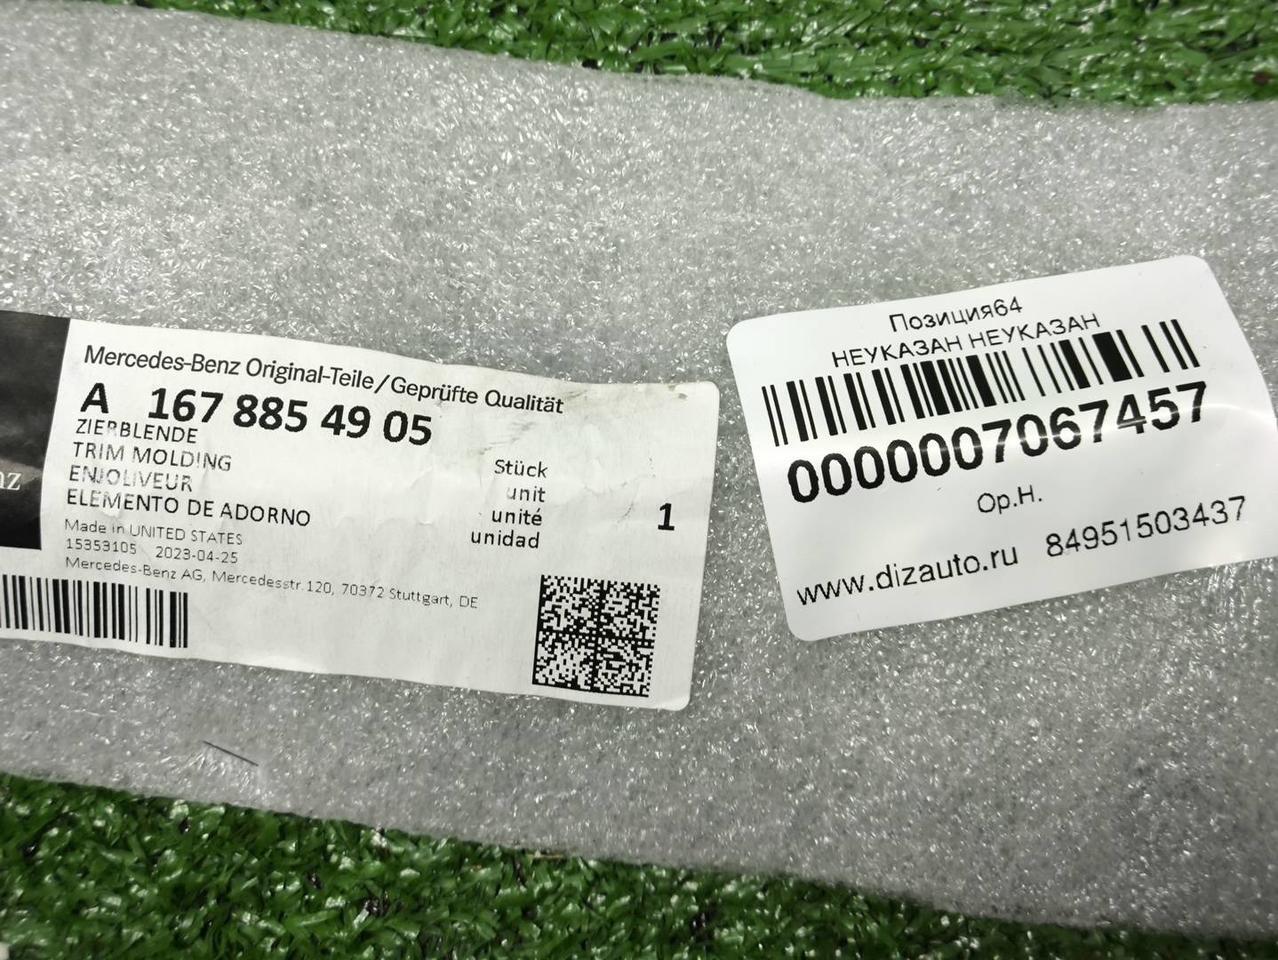 Mercedes-Benz Original-Teile/Geprüfte Qualität
A 167 885 49 05
ZIERBLENDE
TRIM MOLDING
ENJOLIVEUR
ELEMENTO DE ADORNO
Stück
unit
unité
unidad
1
Made in UNITED STATES
15353105 2023-04-25
Mercedes-Benz AG, Mercedesstr.120, 70372 Stuttgart, DE
Позиция64
НЕУКАЗАН НЕУКАЗАН
0000007067457
Ор.Н.
www.dizauto.ru 84951503437